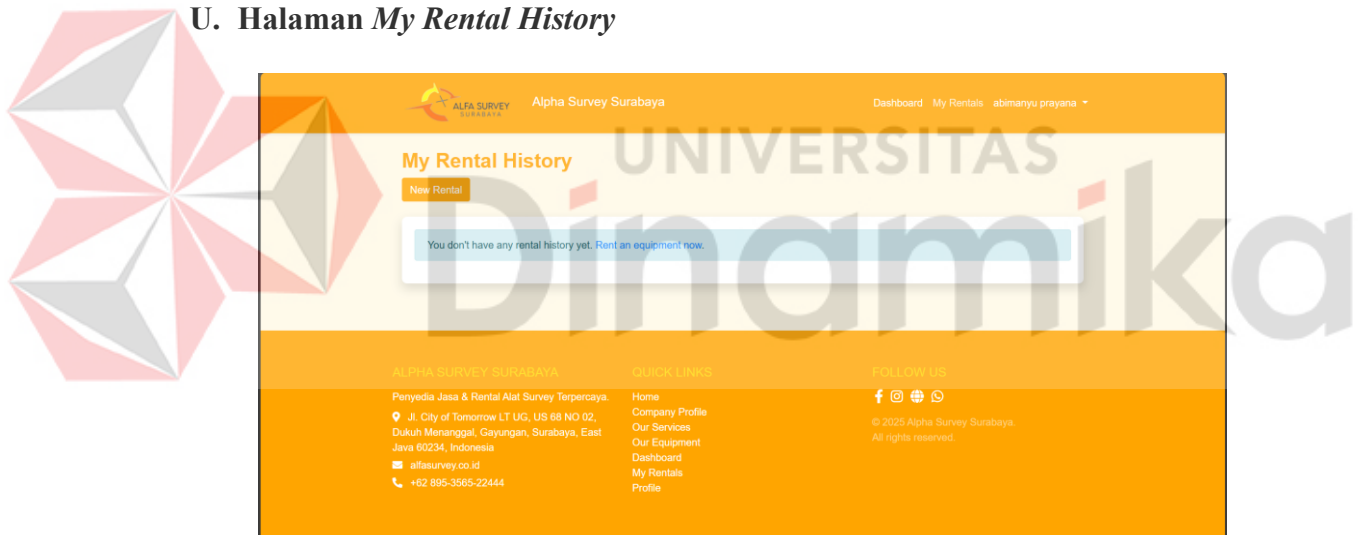 U. Halaman My Rental History
ALFA SURVEY
SURABAYA
Alpha Survey Surabaya
Dashboard My Rentals abimanyu prayana
UNIVERSITAS
Dinamika
My Rental History
New Rental
You don't have any rental history yet. Rent an equipment now.
ALPHA SURVEY SURABAYA
Penyedia Jasa & Rental Alat Survey Terpercaya.
Jl. City of Tomorrow LT UG, US 68 NO 02,
Dukuh Menanggal, Gayungan, Surabaya, East
Java 60234, Indonesia
alfasurvey.co.id
+62 895-3565-22444
QUICK LINKS
Home
Company Profile
Our Services
Our Equipment
Dashboard
My Rentals
Profile
FOLLOW US
© 2025 Alpha Survey Surabaya.
All rights reserved.